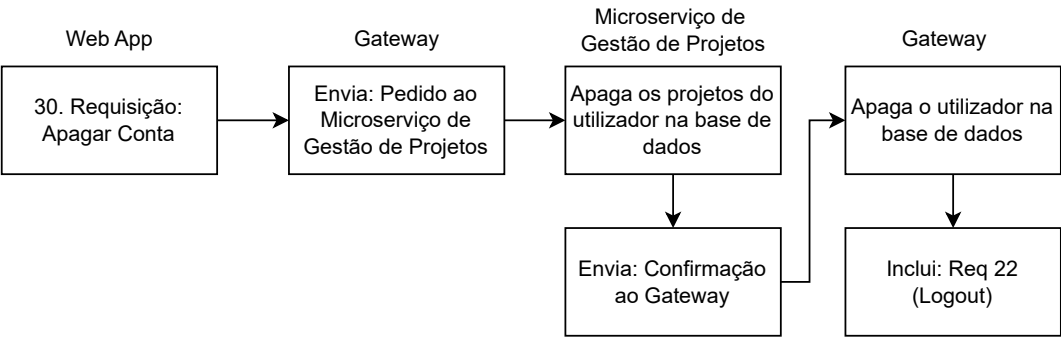 Web App
30. Requisição:
Apagar Conta
Gateway
Envia: Pedido ao
Microserviço de
Gestão de Projetos
Microserviço de
Gestão de Projetos
Apaga os projetos do
utilizador na base de
dados
Envia: Confirmação
ao Gateway
Gateway
Apaga o utilizador na
base de dados
Inclui: Req 22
(Logout)